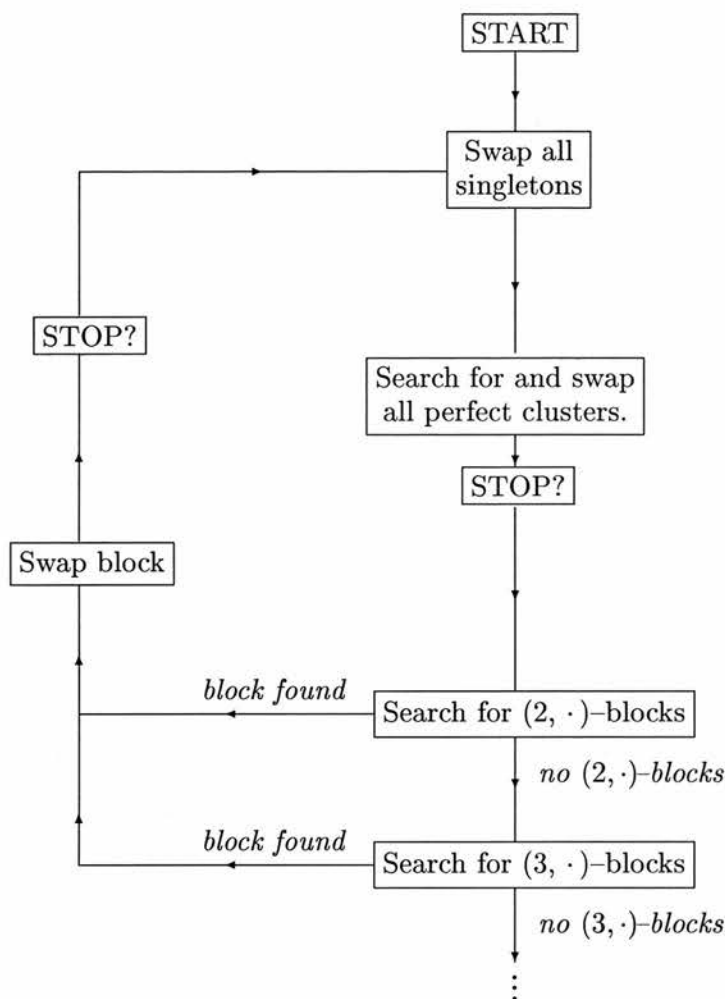 START
Swap all
singletons
STOP?
Search for and swap
all perfect clusters.
STOP?
Swap block
block found
Search for (2, · )–blocks
no (2,·)–blocks
block found
Search for (3, · )–blocks
no (3,·)–blocks
⋮